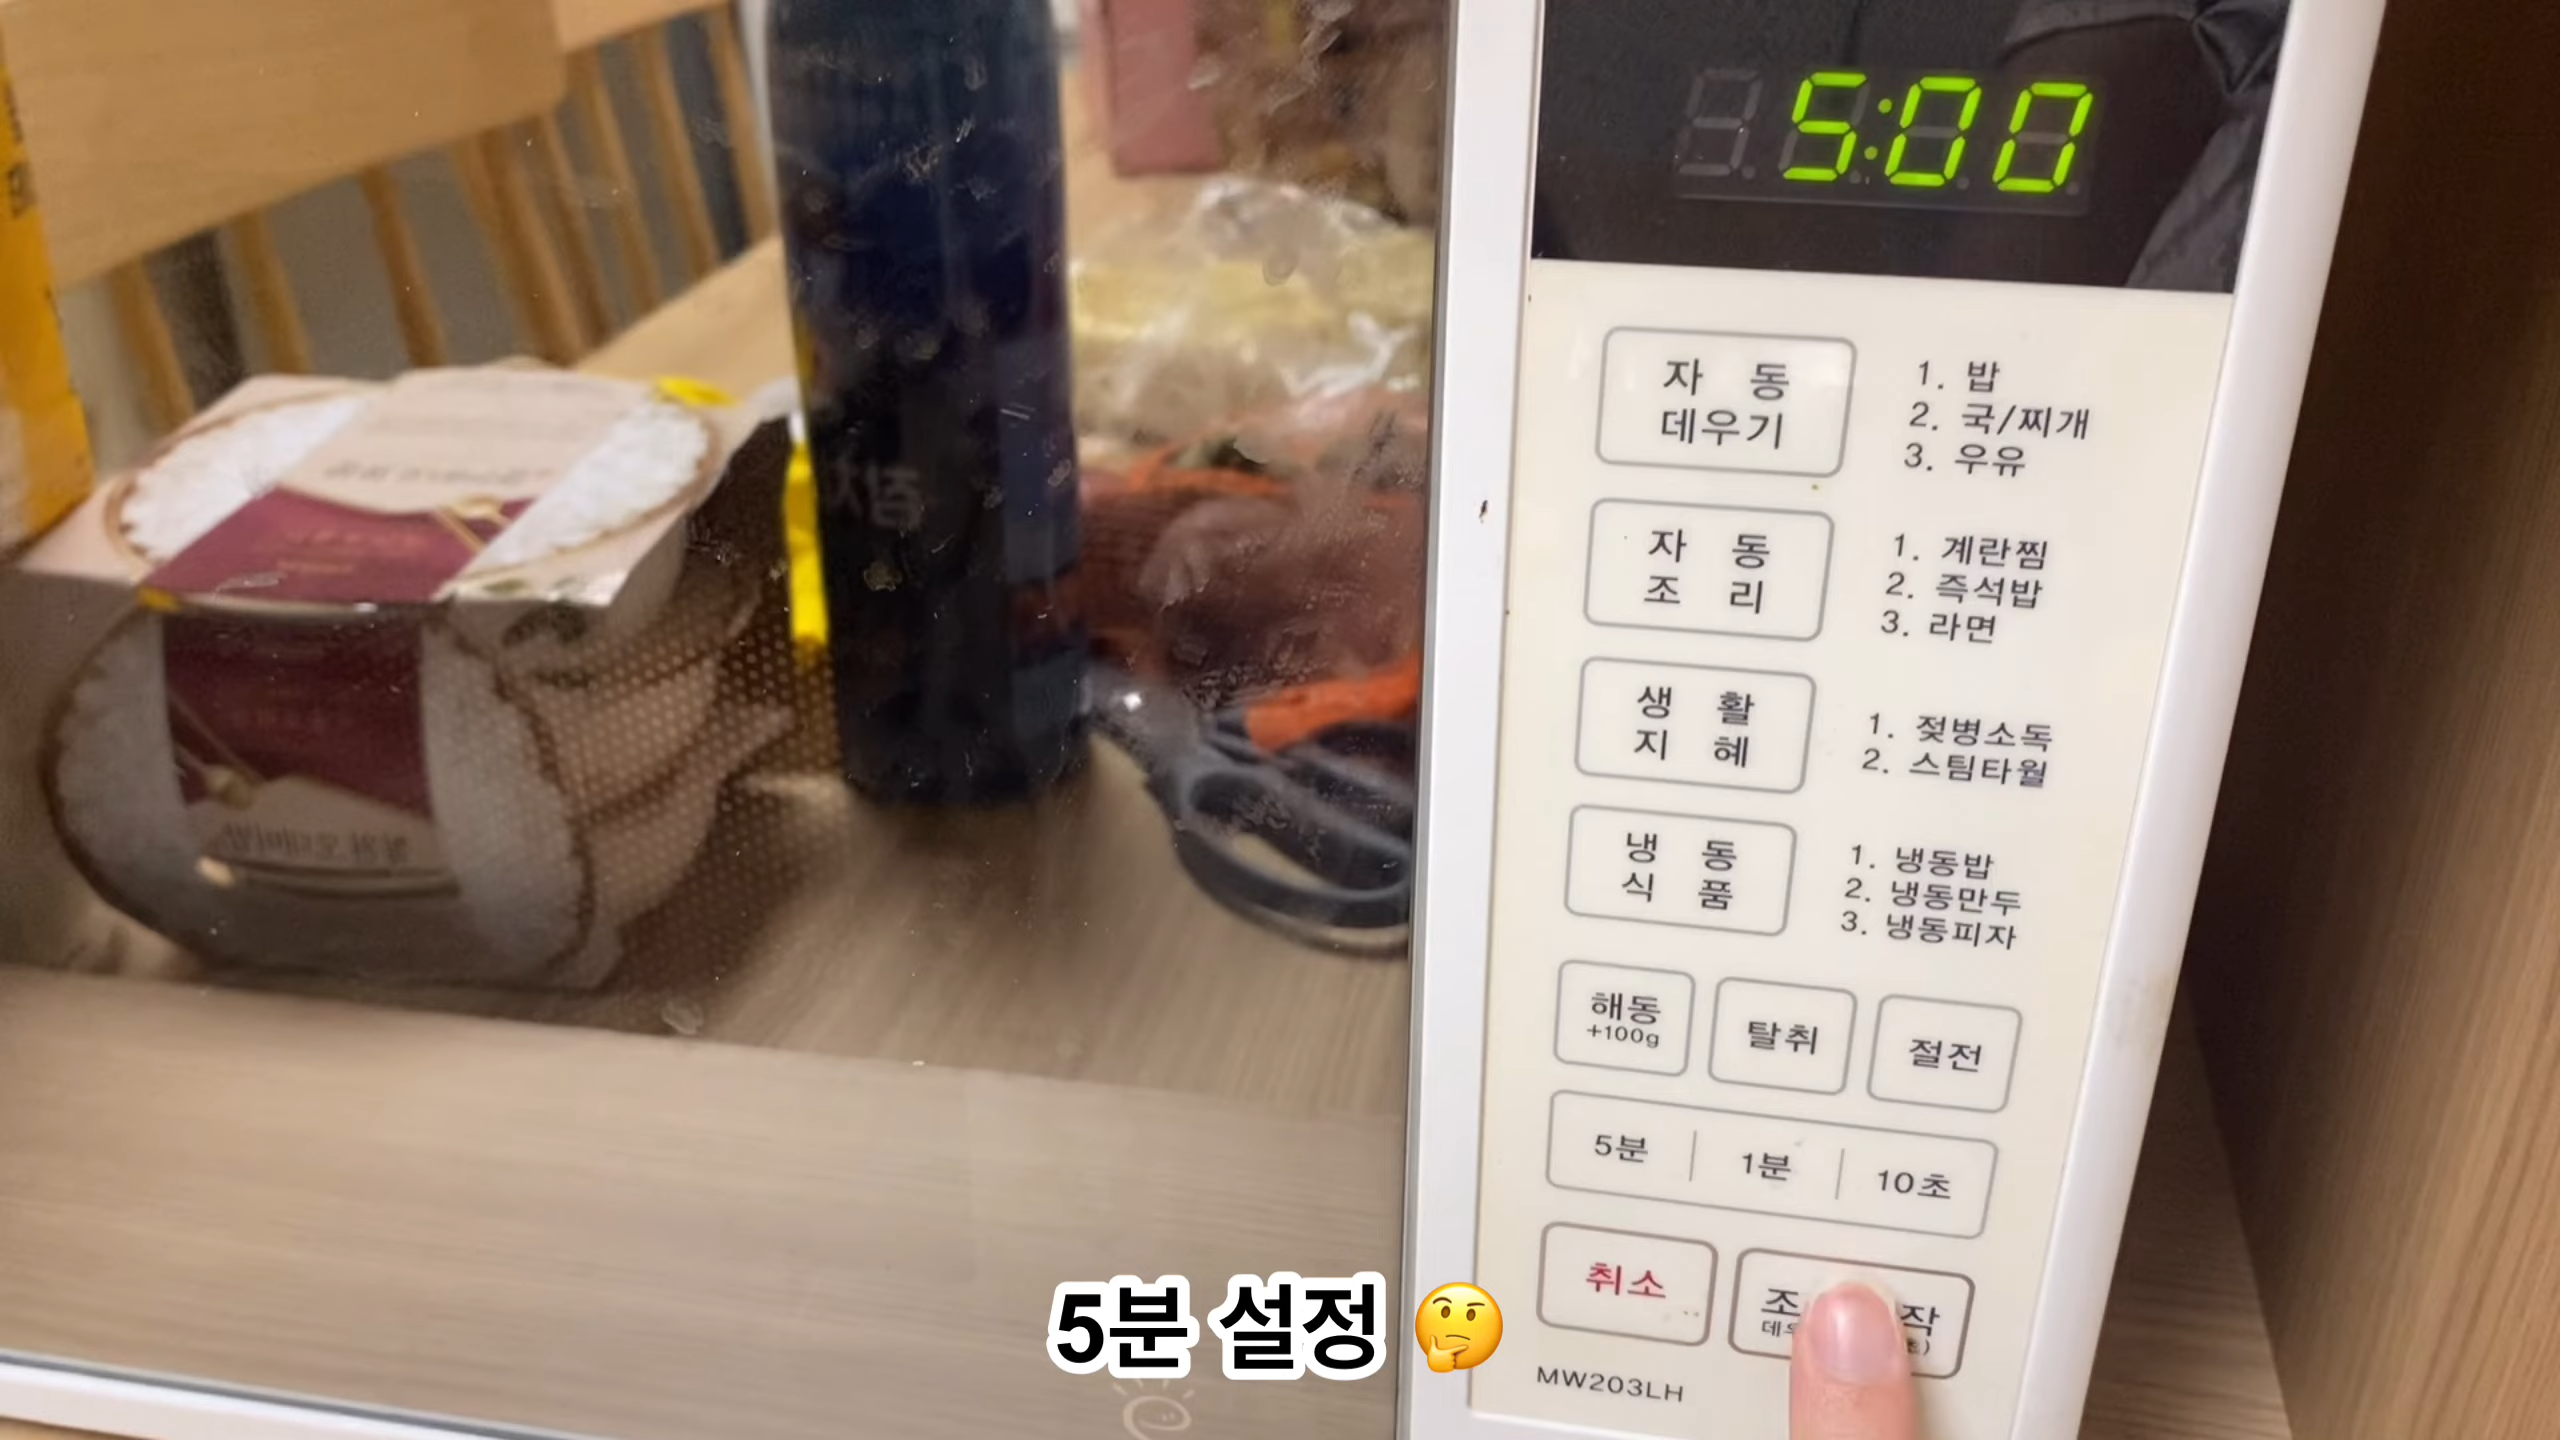 5:00
자동
데우기
1. 밥
2. 국/찌개
3. 우유
자동
조리
1. 계란찜
2. 즉석밥
3. 라면
생활
지혜
1. 젖병소독
2. 스팀타월
냉동
식품
1. 냉동밥
2. 냉동만두
3. 냉동피자
해동
+100g
탈취
절전
5분
1분
10초
취소
MW203LH
5분 설정 🤔